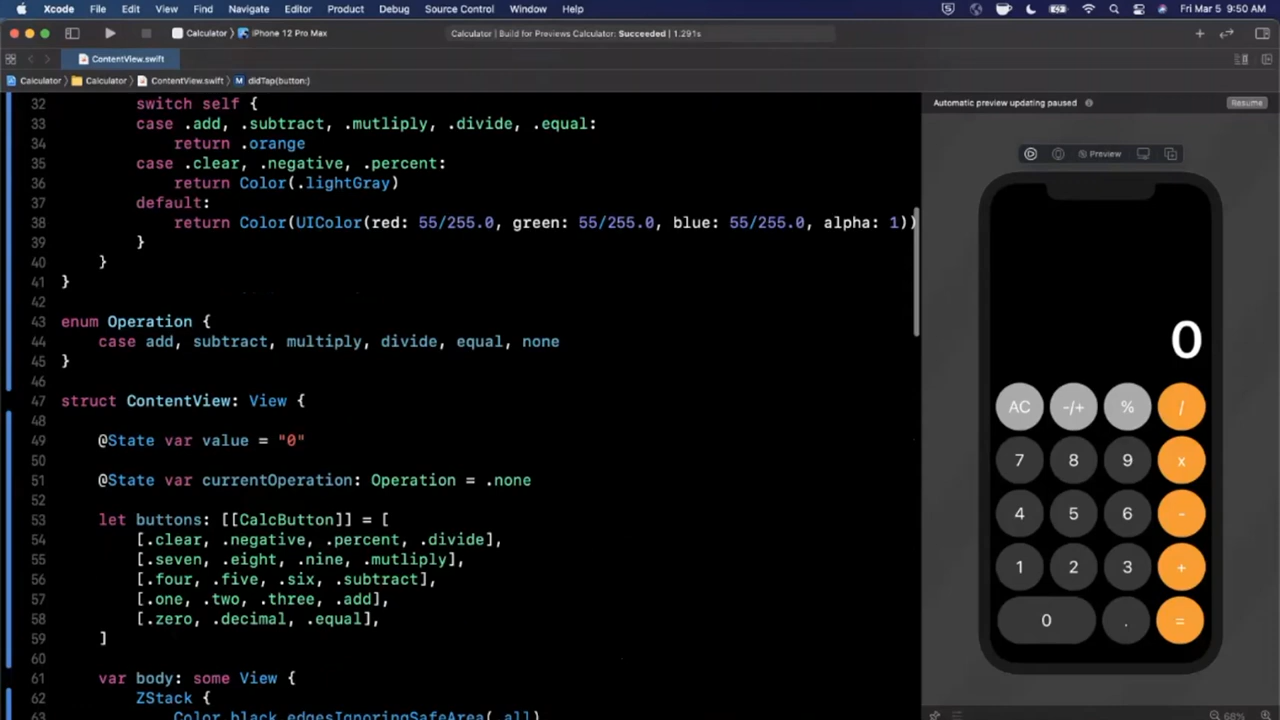 Xcode File Edit View Find Navigate Editor Product Debug Source Control Window Help Fri Mar 5 9:50 AM
Calculator iPhone 12 Pro Max Calculator | Build for Previews Calculator: Succeeded | 1.291s
ContentView.swift
Calculator Calculator ContentView.swift M didTap(button:)
Automatic preview updating paused Resume
Preview
32 switch self {
33 case .add, .subtract, .mutliply, .divide, .equal:
34 return .orange
35 case .clear, .negative, .percent:
36 return Color(.lightGray)
37 default:
38 return Color(UIColor(red: 55/255.0, green: 55/255.0, blue: 55/255.0, alpha: 1))
39 }
40 }
41 }
42
43 enum Operation {
44 case add, subtract, multiply, divide, equal, none
45 }
46
47 struct ContentView: View {
48
49 @State var value = "0"
50
51 @State var currentOperation: Operation = .none
52
53 let buttons: [[CalcButton]] = [
54 [.clear, .negative, .percent, .divide],
55 [.seven, .eight, .nine, .mutliply],
56 [.four, .five, .six, .subtract],
57 [.one, .two, .three, .add],
58 [.zero, .decimal, .equal],
59 ]
60
61 var body: some View {
62 ZStack {
63 Color.black.edgesIgnoringSafeArea(.all)
0
AC -/+ % /
7 8 9 x
4 5 6 -
1 2 3 +
0 . =
68%